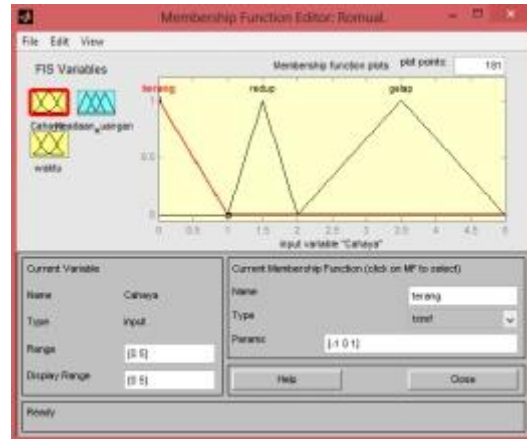 Membership Function Editor: Romual.
File Edit View
FIS Variables
Membership function plots
plot points:
181
terang
redup
gelap
1
0.5
0
0 0.5 1 1.5 2 2.5 3 3.5 4 4.5 5
input variable "Cahaya"
waktu
Current Variable
Name
Cahaya
Type
input
Range
[0 5]
Display Range
[0 5]
Current Membership Function (click on MF to select)
Name
terang
Type
trimf
Params
[-1 0 1]
Help
Close
Ready